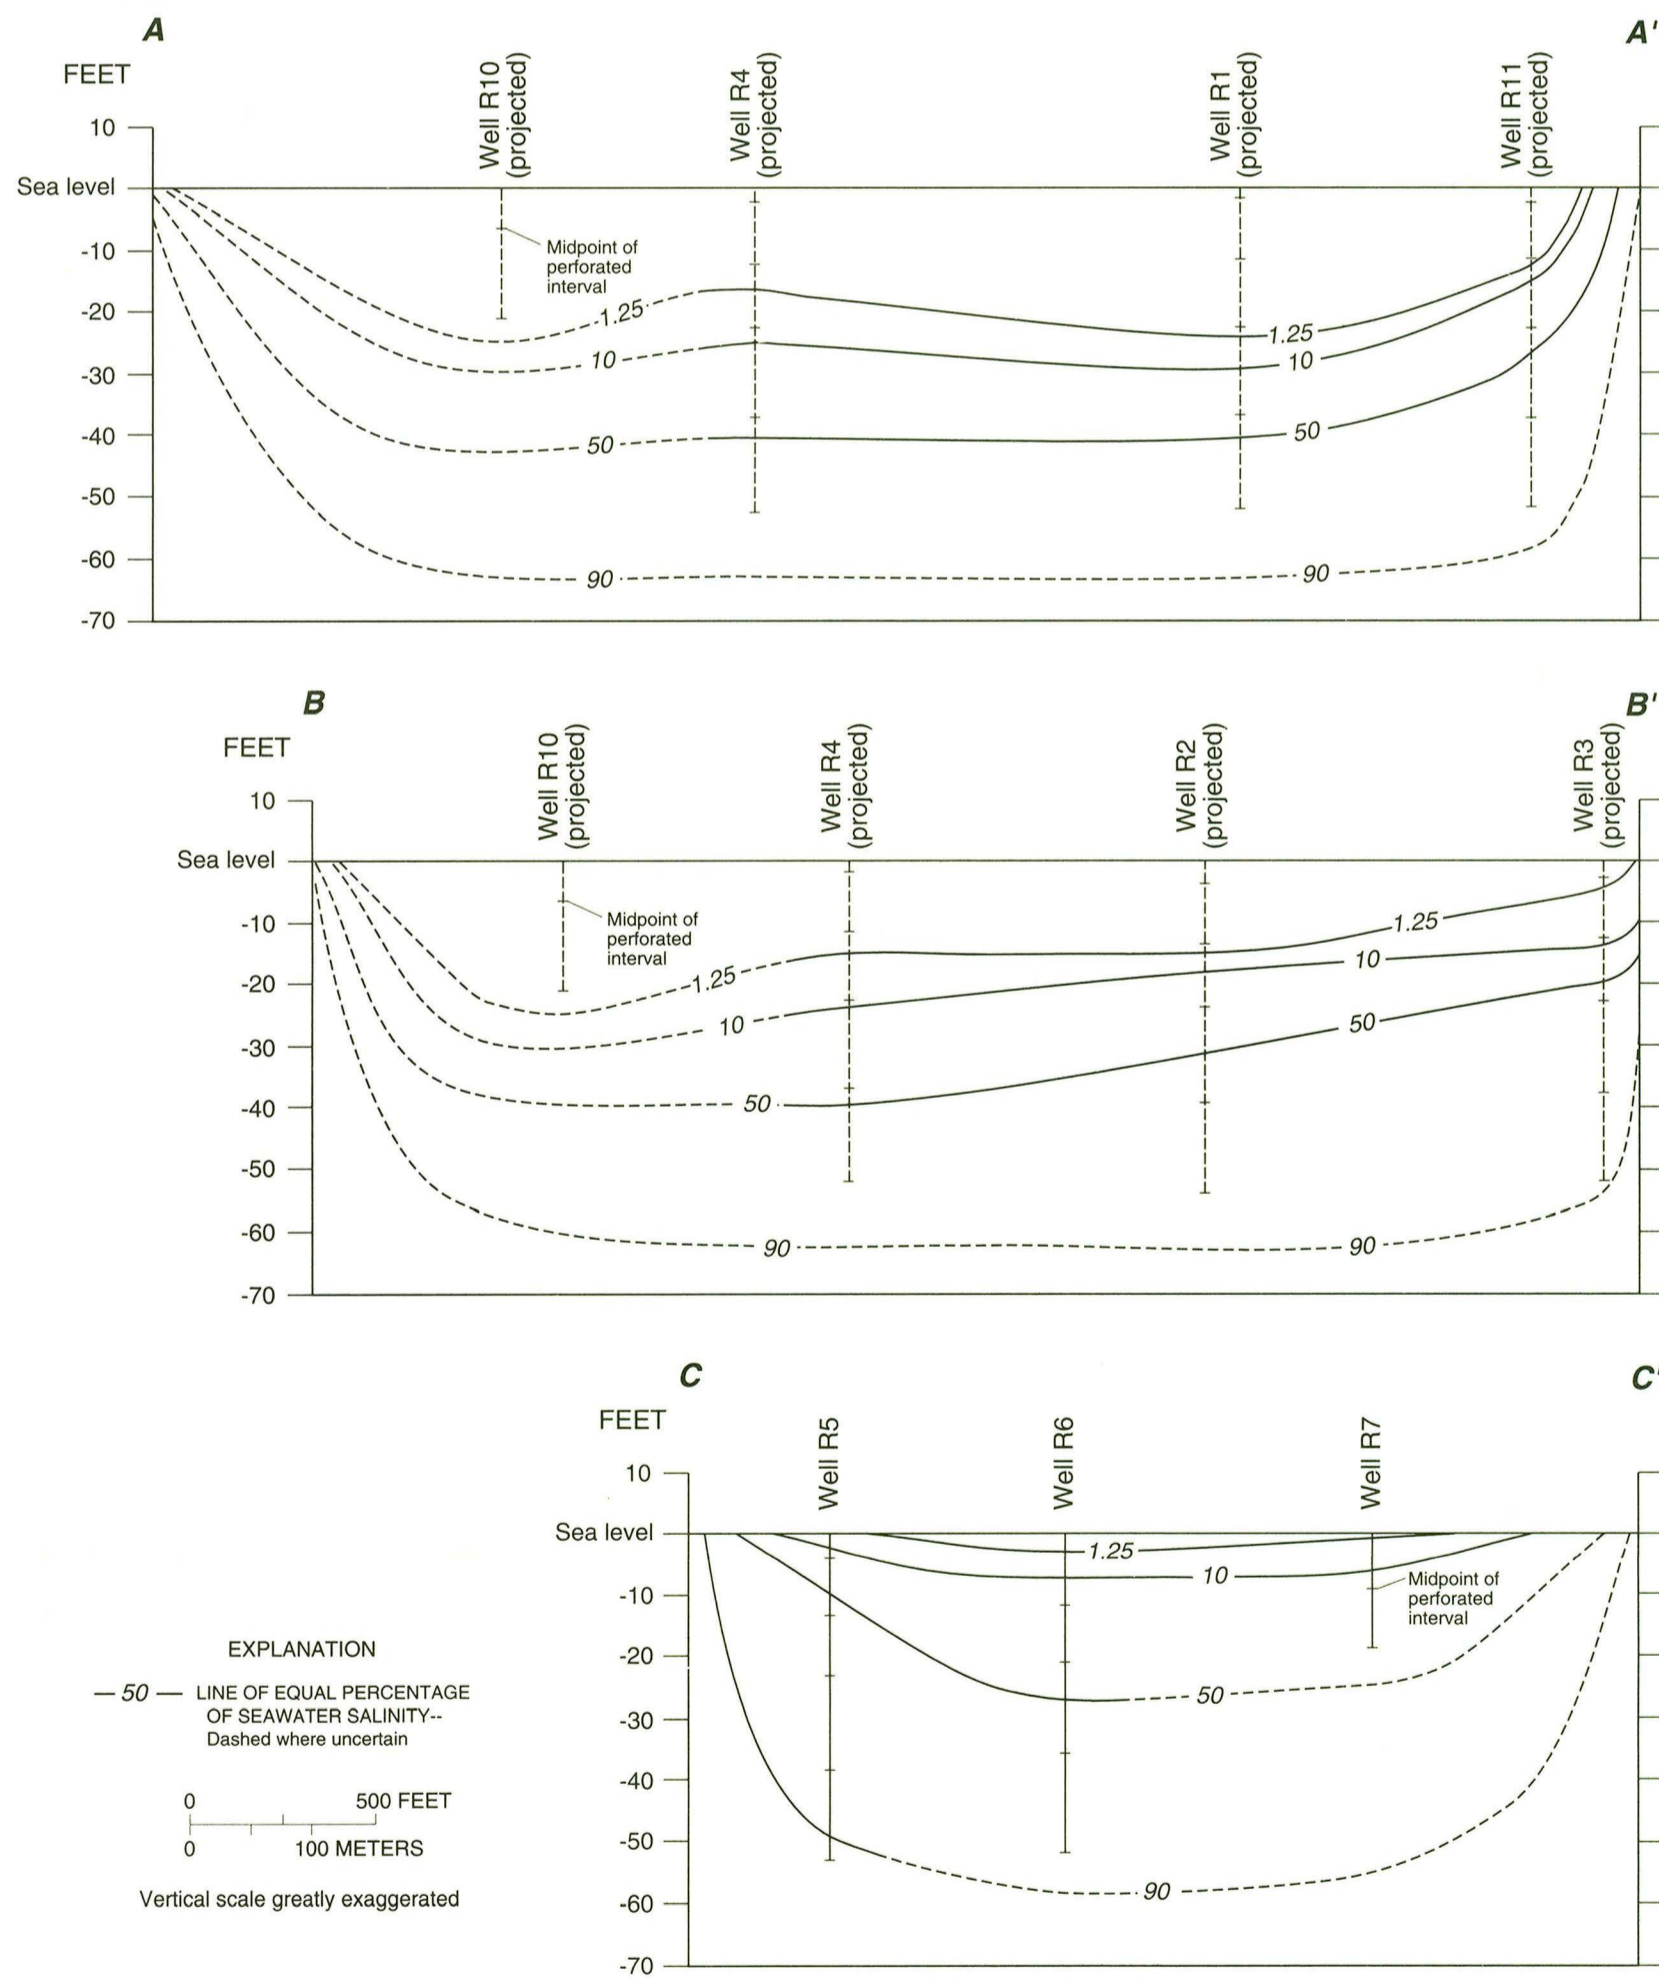 A
A'
FEET
Well R10
(projected)
Well R4
(projected)
Well R1
(projected)
Well R11
(projected)
10
Sea level
-10
-20
-30
-40
-50
-60
-70
Midpoint of
perforated
interval
1.25
1.25
10
10
50
50
90
90
B
B'
FEET
Well R10
(projected)
Well R4
(projected)
Well R2
(projected)
Well R3
(projected)
10
Sea level
-10
-20
-30
-40
-50
-60
-70
Midpoint of
perforated
interval
1.25
1.25
10
10
50
50
90
90
C
C'
FEET
Well R5
Well R6
Well R7
10
Sea level
-10
-20
-30
-40
-50
-60
-70
1.25
10
Midpoint of
perforated
interval
50
90
EXPLANATION
— 50 — LINE OF EQUAL PERCENTAGE
OF SEAWATER SALINITY--
Dashed where uncertain
0 500 FEET
0 100 METERS
Vertical scale greatly exaggerated